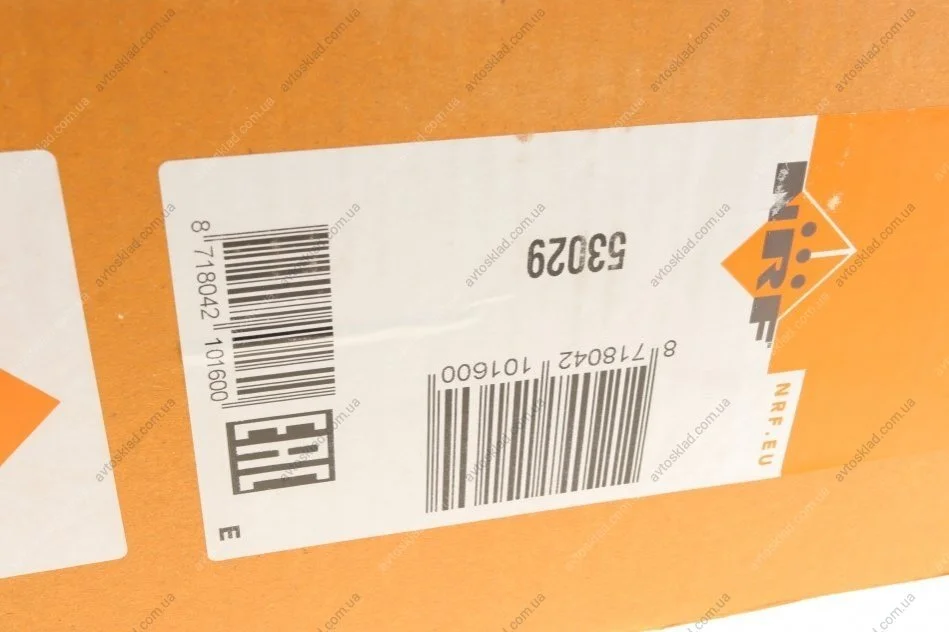 53029
8 718042 101600
8 718042 101600
EAC
E
NRF
NRF.EU
avtosklad.com.ua